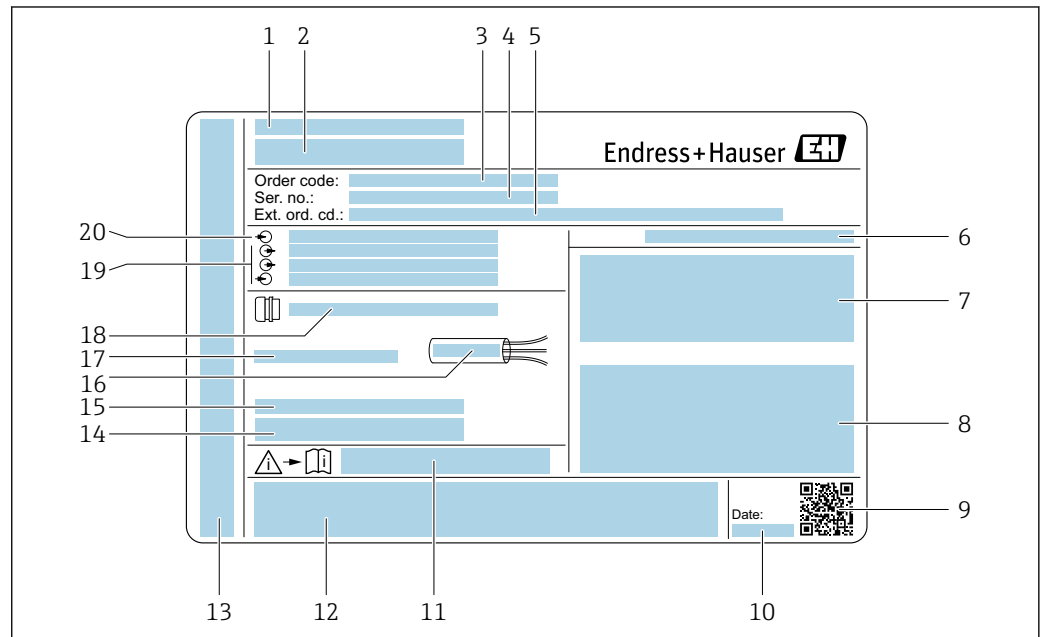 1 2 3 4 5
Endress+Hauser EH
Order code:
Ser. no.:
Ext. ord. cd.:
20
6
19
7
18
17
16
15
14
8
i i
Date:
9
13 12 11 10